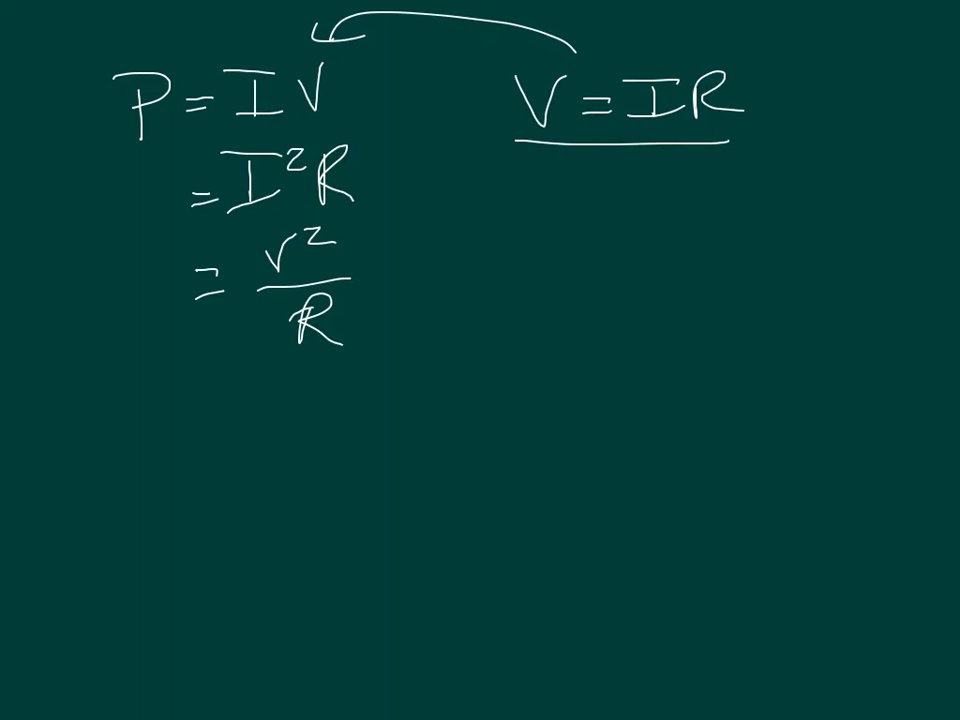 P = IV
V = IR
= I²R
= V²/R